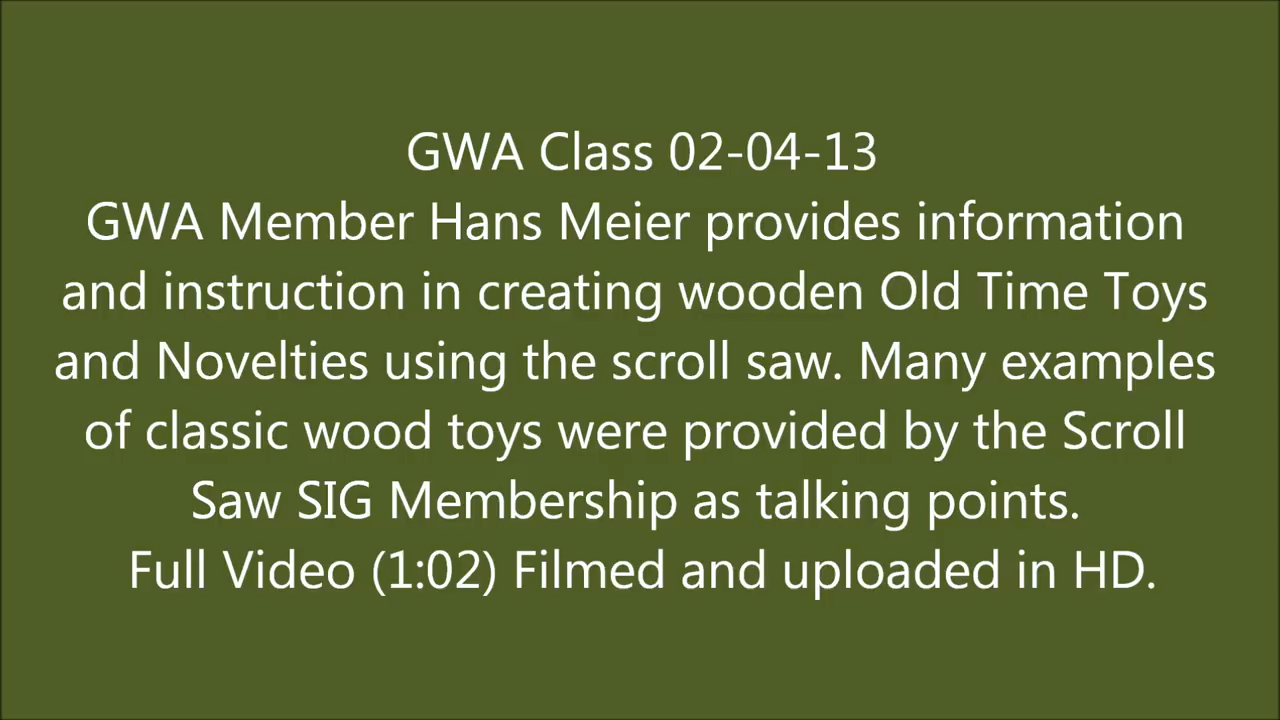 GWA Class 02-04-13
GWA Member Hans Meier provides information
and instruction in creating wooden Old Time Toys
and Novelties using the scroll saw. Many examples
of classic wood toys were provided by the Scroll
Saw SIG Membership as talking points.
Full Video (1:02) Filmed and uploaded in HD.